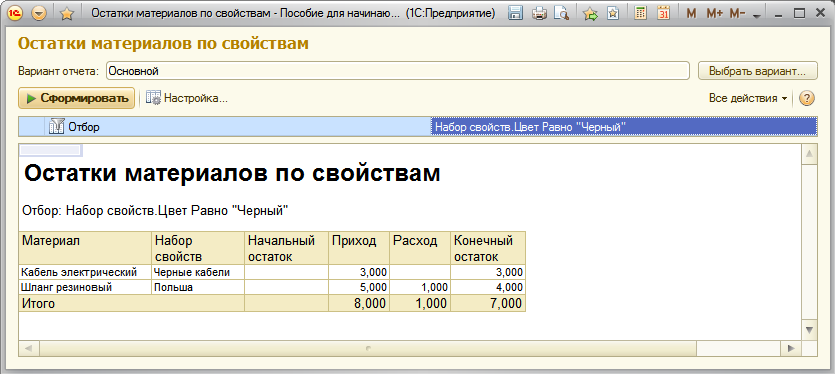 Остатки материалов по свойствам - Пособие для начинаю... (1С:Предприятие)
M M+ M-
31
Остатки материалов по свойствам
Вариант отчета: Основной Выбрать вариант...
Сформировать Настройка... Все действия ?
Отбор Набор свойств.Цвет Равно "Черный"
Остатки материалов по свойствам
Отбор: Набор свойств.Цвет Равно "Черный"
Материал Набор свойств Начальный остаток Приход Расход Конечный остаток
Кабель электрический Черные кабели 3,000 3,000
Шланг резиновый Польша 5,000 1,000 4,000
Итого 8,000 1,000 7,000